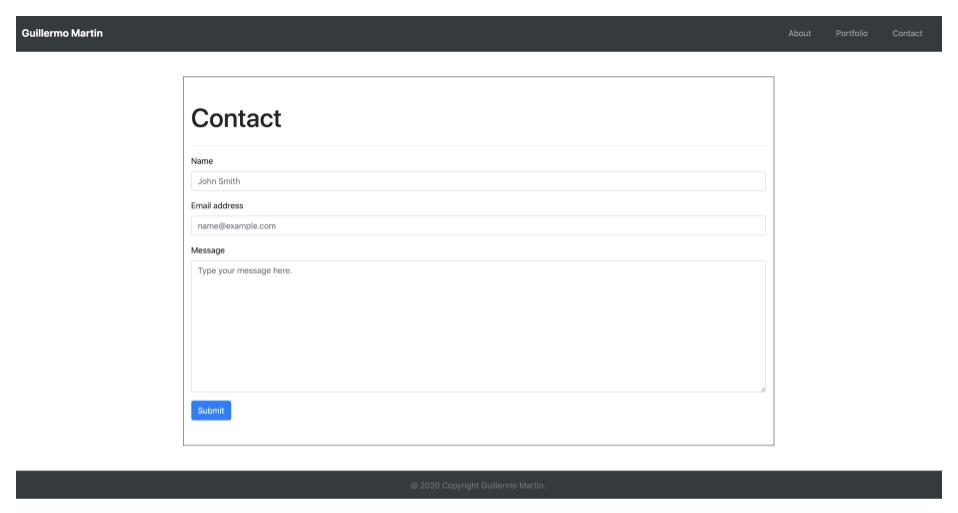 Guillermo Martin
About Portfolio Contact
Contact
Name
John Smith
Email address
name@example.com
Message
Type your message here.
Submit
© 2020 Copyright Guillermo Martin.